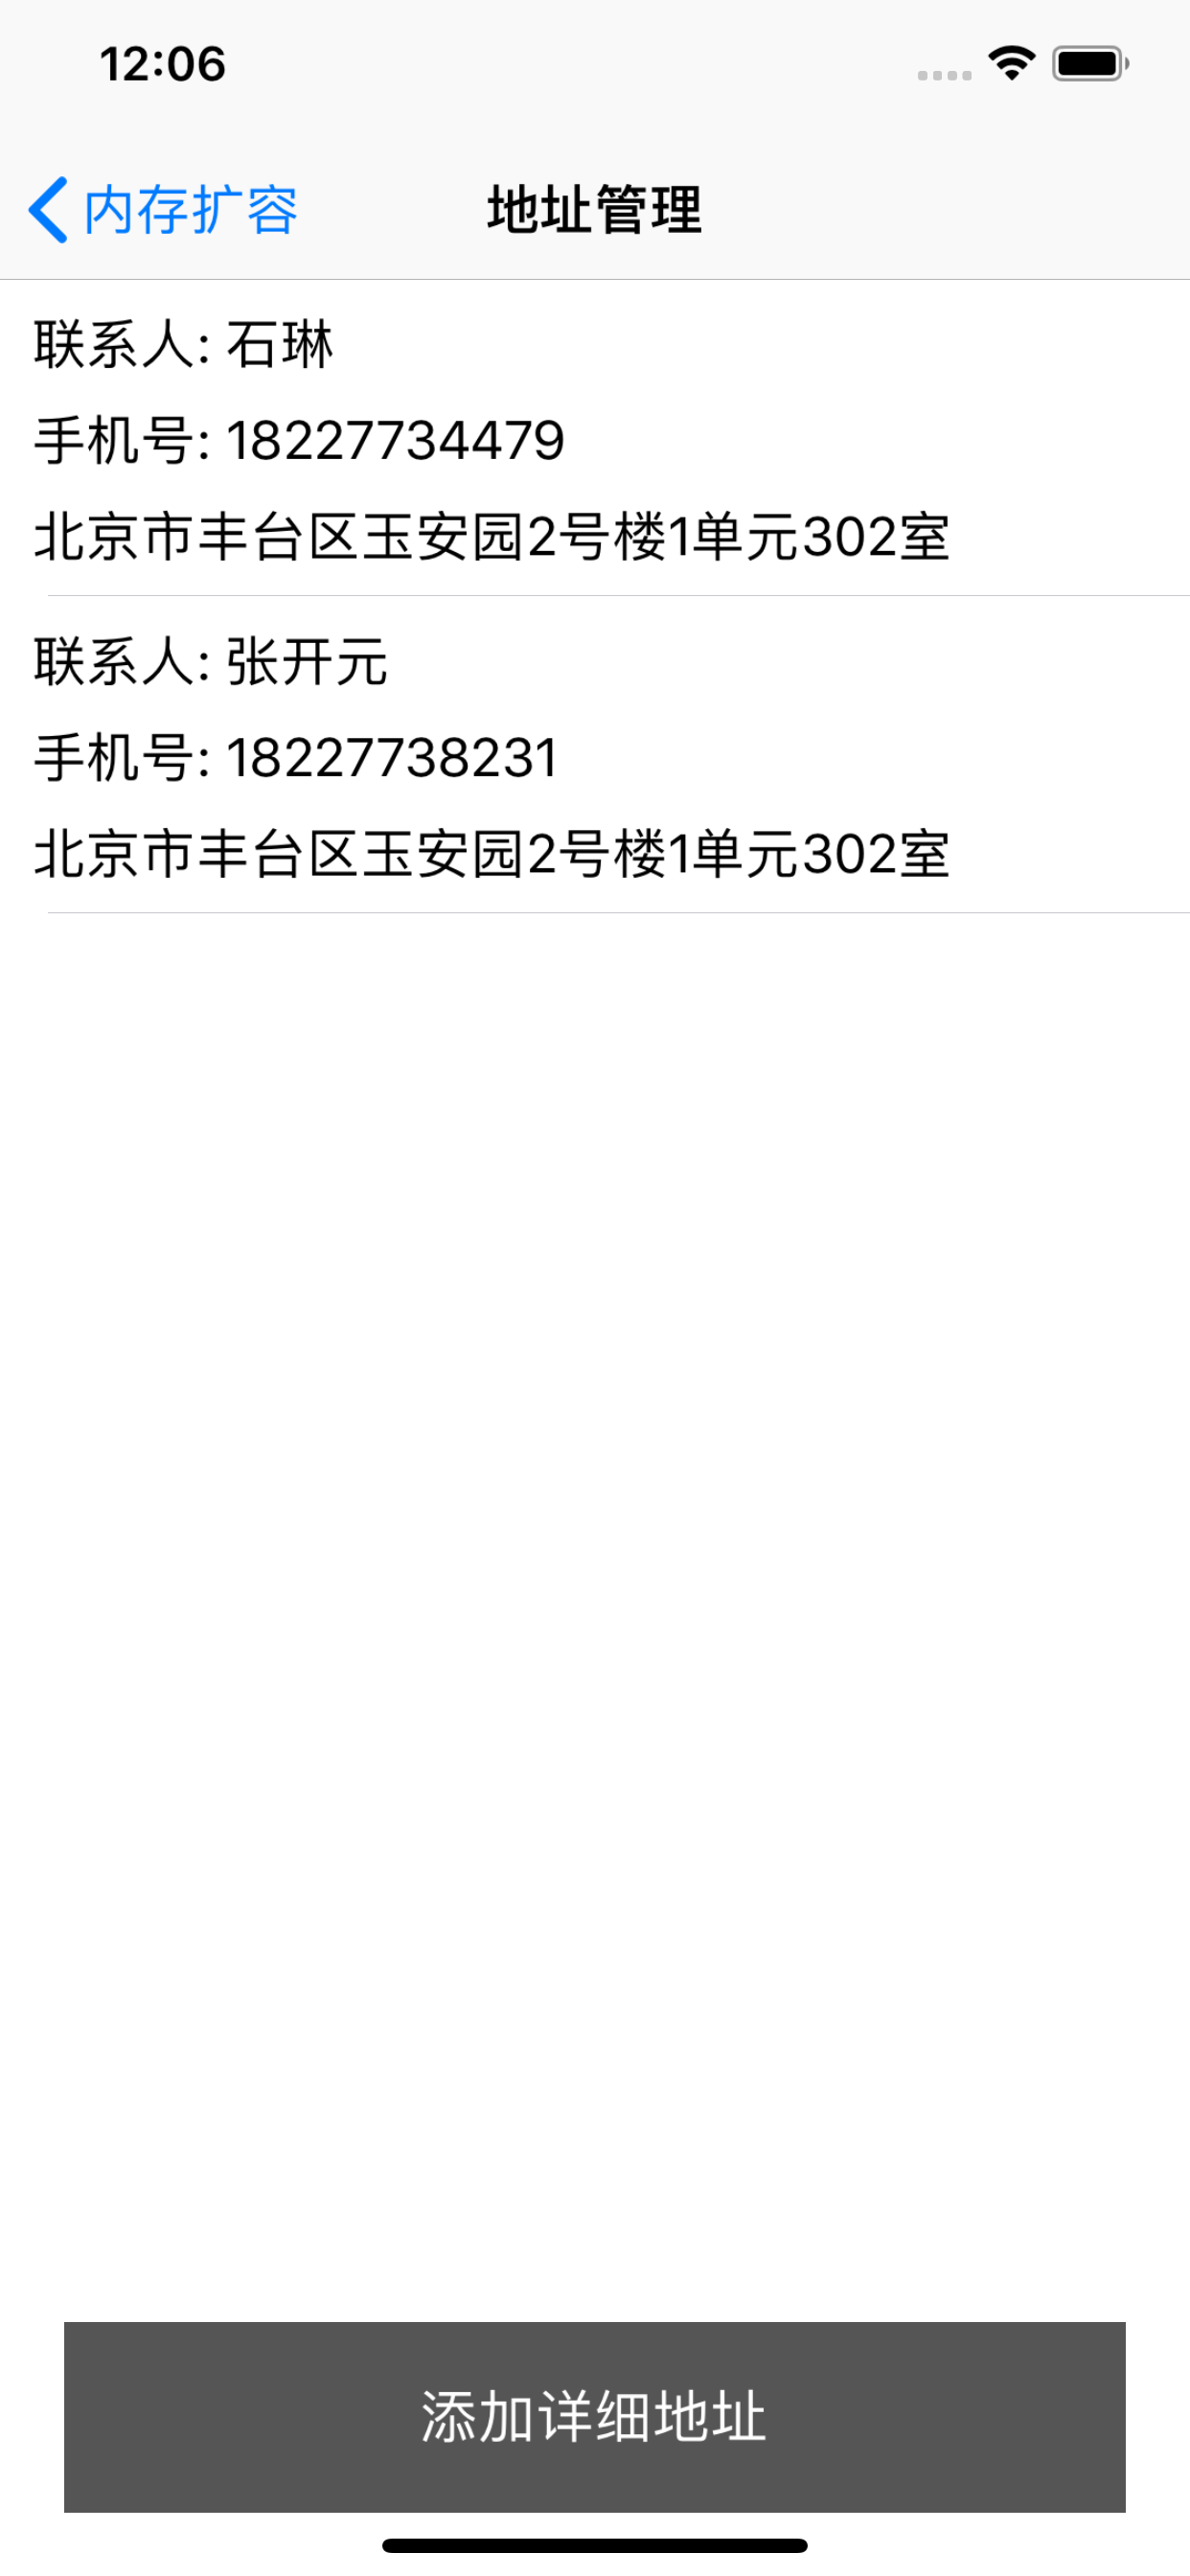 12:06
内存扩容
地址管理
联系人: 石琳
手机号: 18227734479
北京市丰台区玉安园2号楼1单元302室
联系人: 张开元
手机号: 18227738231
北京市丰台区玉安园2号楼1单元302室
添加详细地址